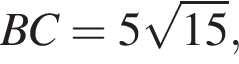 BC = 5√15,